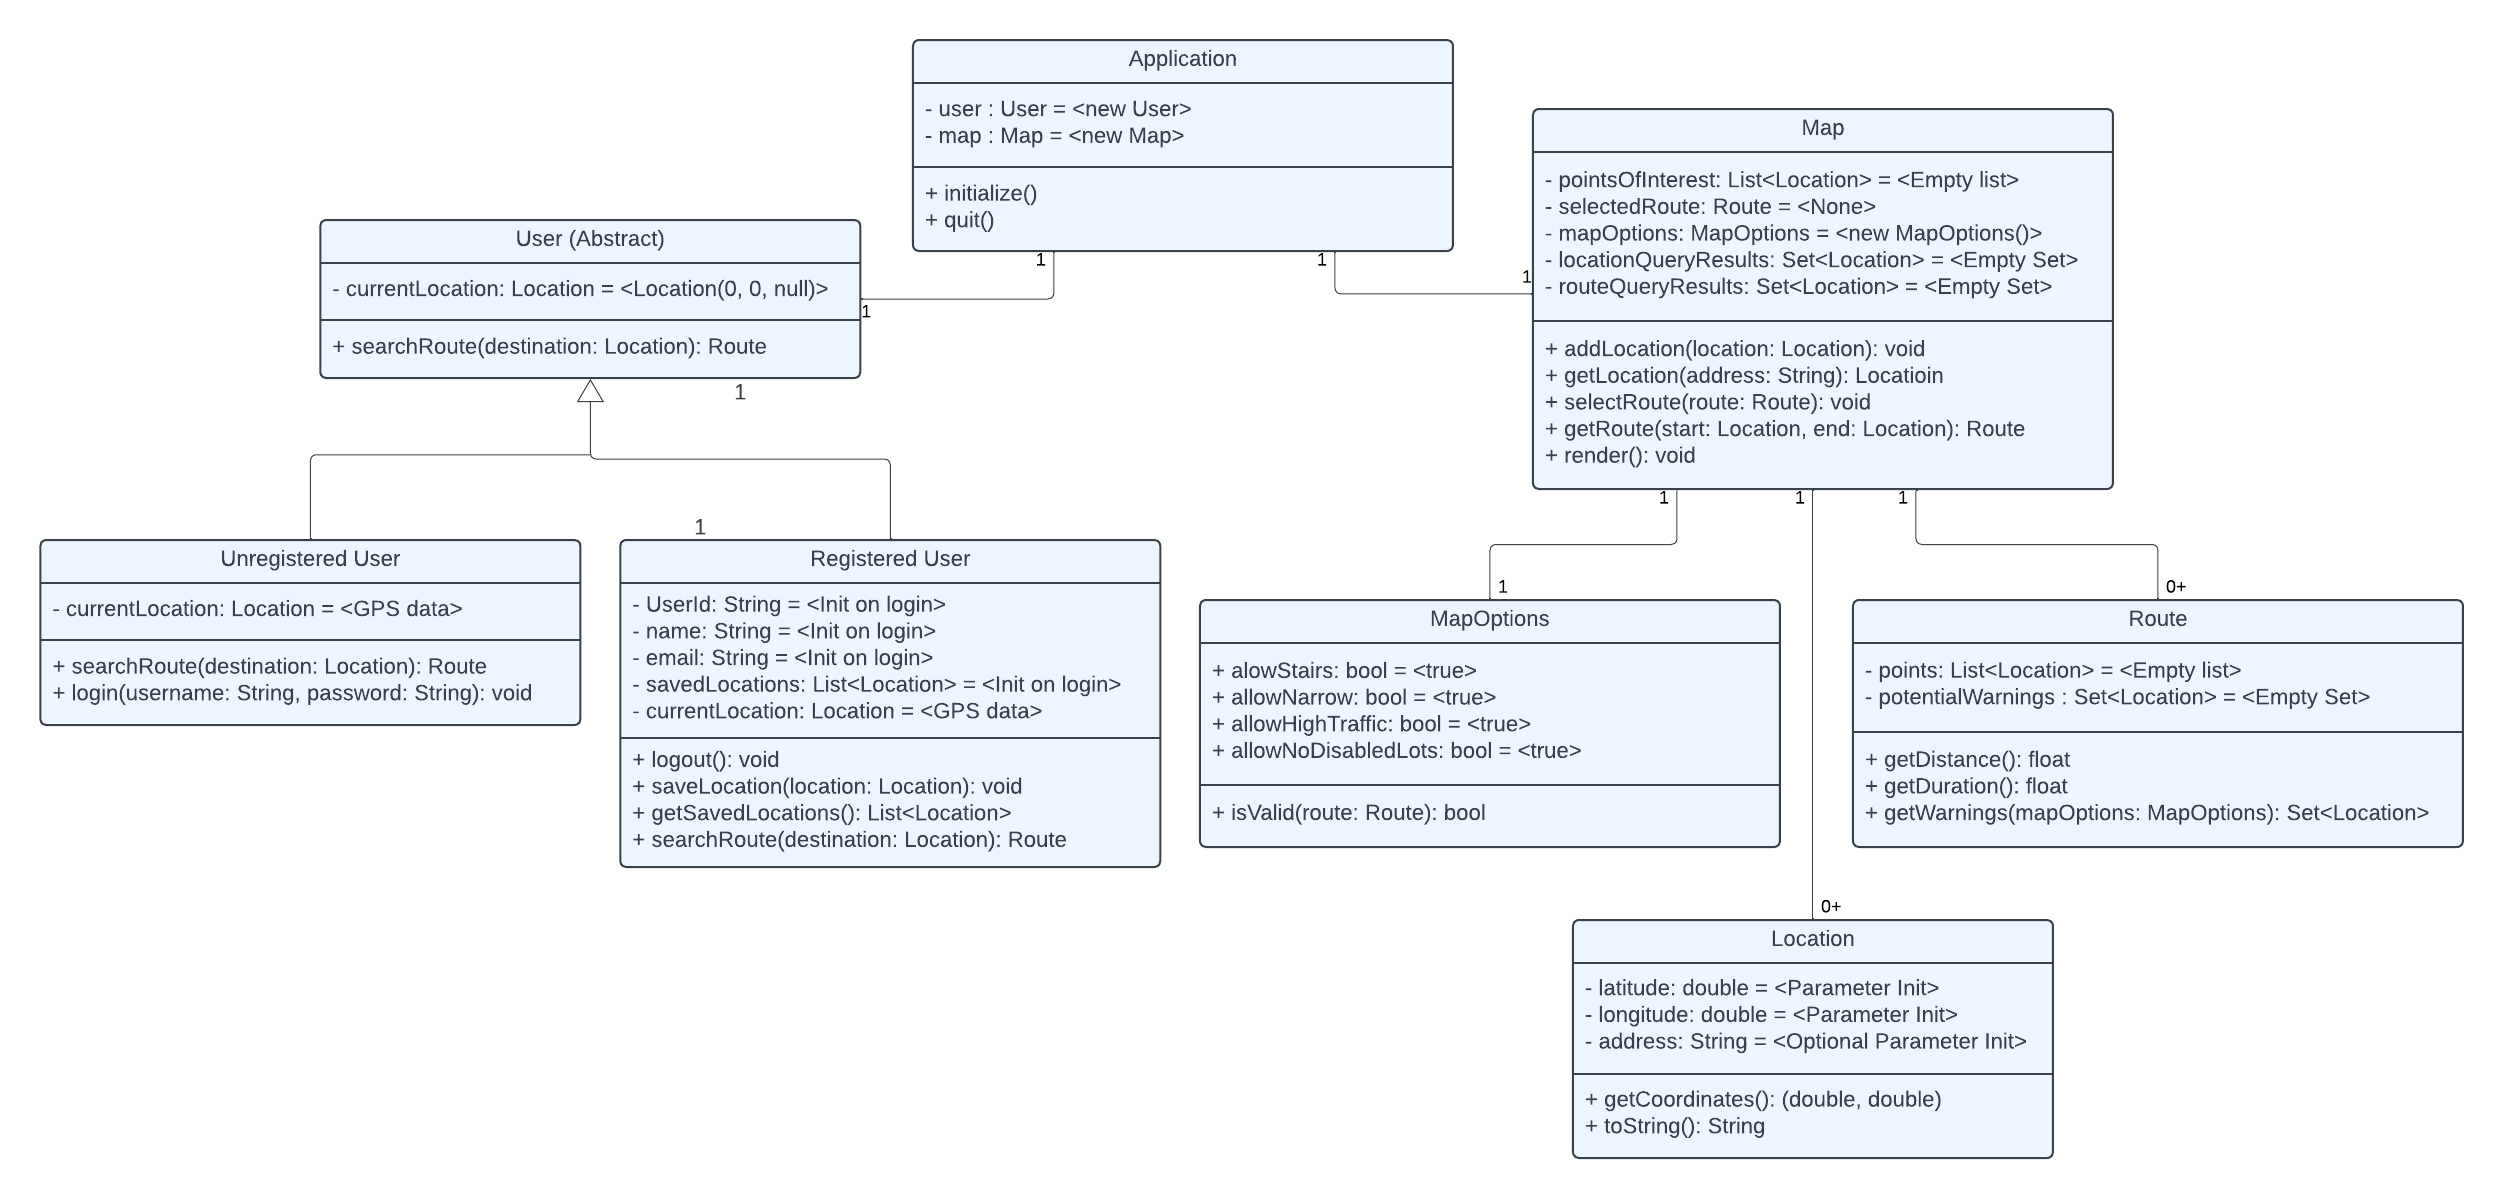 Application
- user : User = <new User>
- map : Map = <new Map>
+ initialize()
+ quit()
1
1
Map
- pointsOfInterest: List<Location> = <Empty list>
- selectedRoute: Route = <None>
- mapOptions: MapOptions = <new MapOptions()>
- locationQueryResults: Set<Location> = <Empty Set>
- routeQueryResults: Set<Location> = <Empty Set>
+ addLocation(location: Location): void
+ getLocation(address: String): Locatioin
+ selectRoute(route: Route): void
+ getRoute(start: Location, end: Location): Route
+ render(): void
1
1
1
1
User (Abstract)
- currentLocation: Location = <Location(0, 0, null)>
+ searchRoute(destination: Location): Route
1
1
1
Unregistered User
- currentLocation: Location = <GPS data>
+ searchRoute(destination: Location): Route
+ login(username: String, password: String): void
Registered User
- UserId: String = <Init on login>
- name: String = <Init on login>
- email: String = <Init on login>
- savedLocations: List<Location> = <Init on login>
- currentLocation: Location = <GPS data>
+ logout(): void
+ saveLocation(location: Location): void
+ getSavedLocations(): List<Location>
+ searchRoute(destination: Location): Route
1
MapOptions
+ alowStairs: bool = <true>
+ allowNarrow: bool = <true>
+ allowHighTraffic: bool = <true>
+ allowNoDisabledLots: bool = <true>
+ isValid(route: Route): bool
0+
Route
- points: List<Location> = <Empty list>
- potentialWarnings : Set<Location> = <Empty Set>
+ getDistance(): float
+ getDuration(): float
+ getWarnings(mapOptions: MapOptions): Set<Location>
0+
Location
- latitude: double = <Parameter Init>
- longitude: double = <Parameter Init>
- address: String = <Optional Parameter Init>
+ getCoordinates(): (double, double)
+ toString(): String